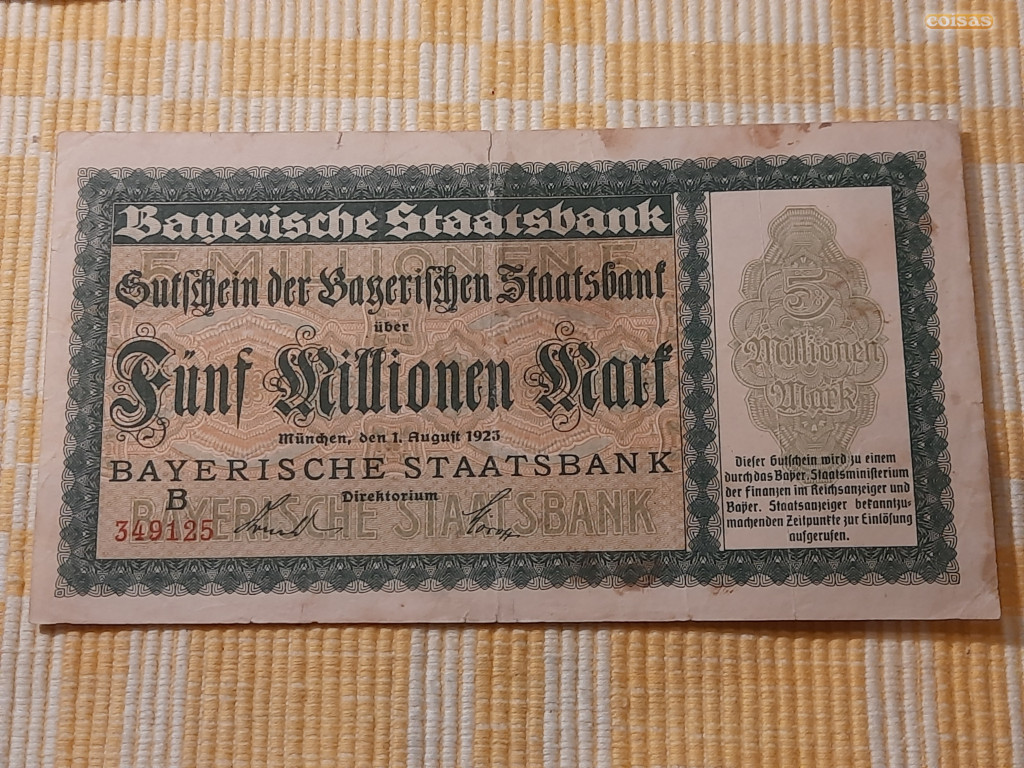 coisas
Bayerische Staatsbank
5 MILLIONEN 5
Gutschein der Bayerischen Staatsbank
über
Fünf Millionen Mark
München, den 1. August 1923
BAYERISCHE STAATSBANK
B
Direktorium
BAYERISCHE STAATSBANK
349125
5
Millionen
Mark
Dieser Gutschein wird zu einem
durch das Bayer. Staatsministerium
der Finanzen im Reichsanzeiger und
Bayer. Staatsanzeiger bekanntzu-
machenden Zeitpunkte zur Einlösung
aufgerufen.